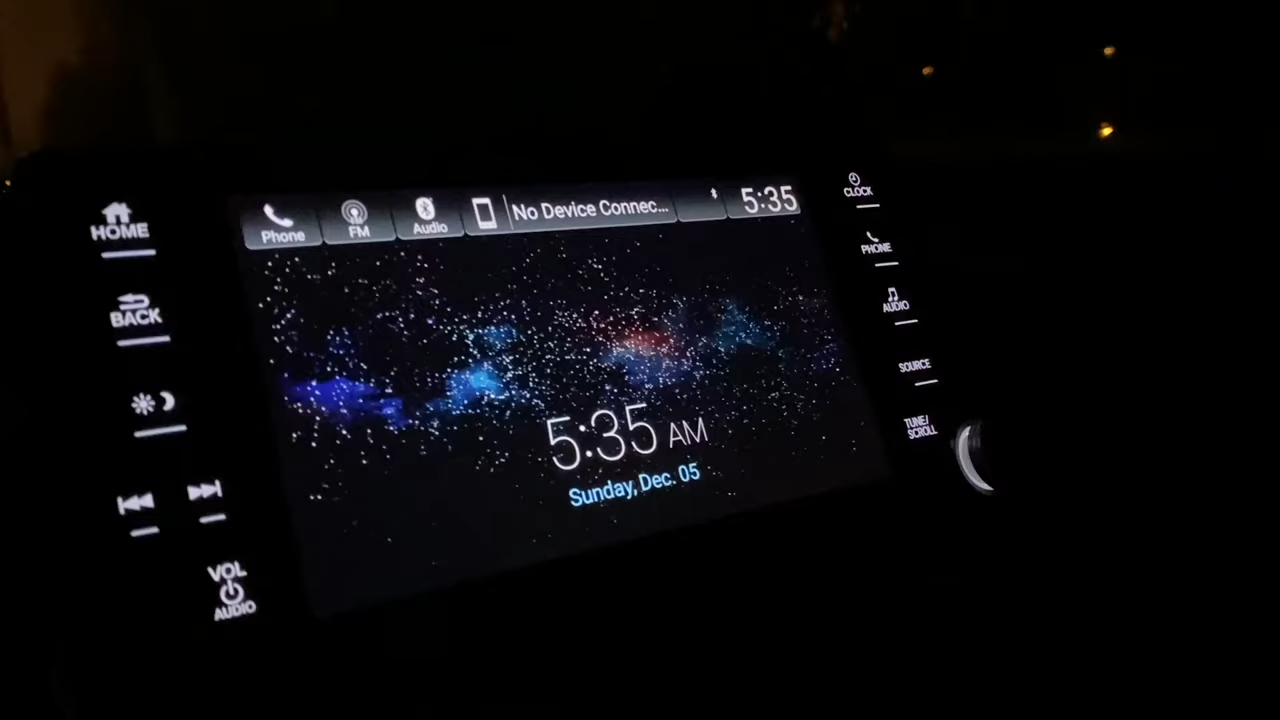 HOME
BACK
VOL
AUDIO
Phone
FM
Audio
No Device Connec...
5:35
5:35 AM
Sunday, Dec. 05
CLOCK
PHONE
AUDIO
SOURCE
TUNE/
SCROLL